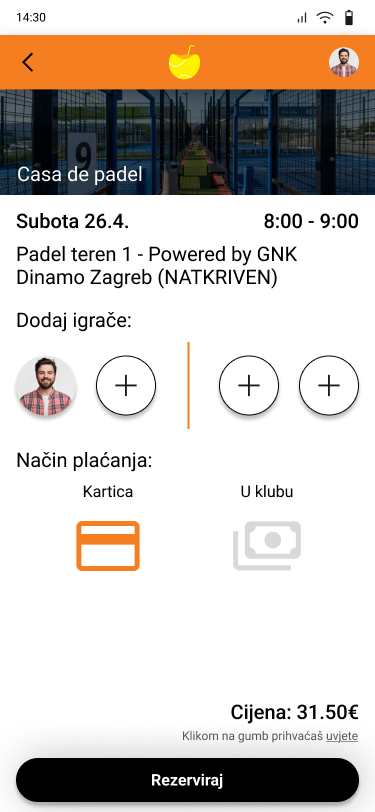 14:30
9
Casa de padel
Subota 26.4.
8:00 - 9:00
Padel teren 1 - Powered by GNK
Dinamo Zagreb (NATKRIVEN)
Dodaj igrače:
Način plaćanja:
Kartica
U klubu
Cijena: 31.50€
Klikom na gumb prihvaćaš uvjete
Rezerviraj